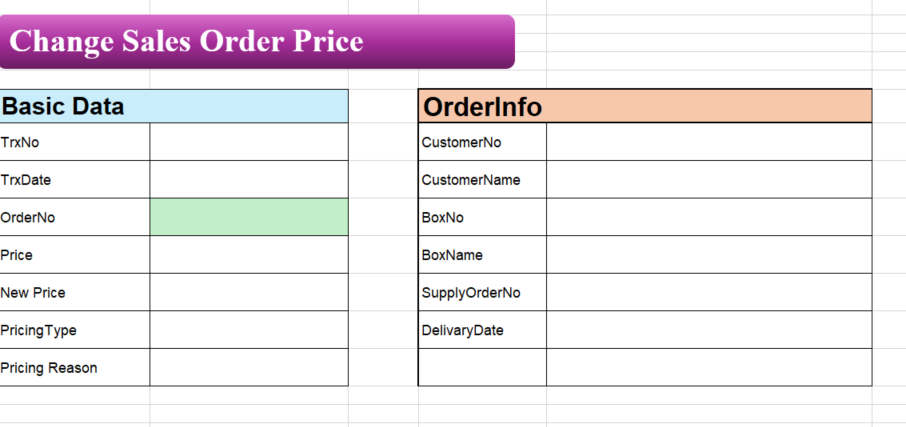 Change Sales Order Price
Basic Data
TrxNo
TrxDate
OrderNo
Price
New Price
PricingType
Pricing Reason
OrderInfo
CustomerNo
CustomerName
BoxNo
BoxName
SupplyOrderNo
DelivaryDate